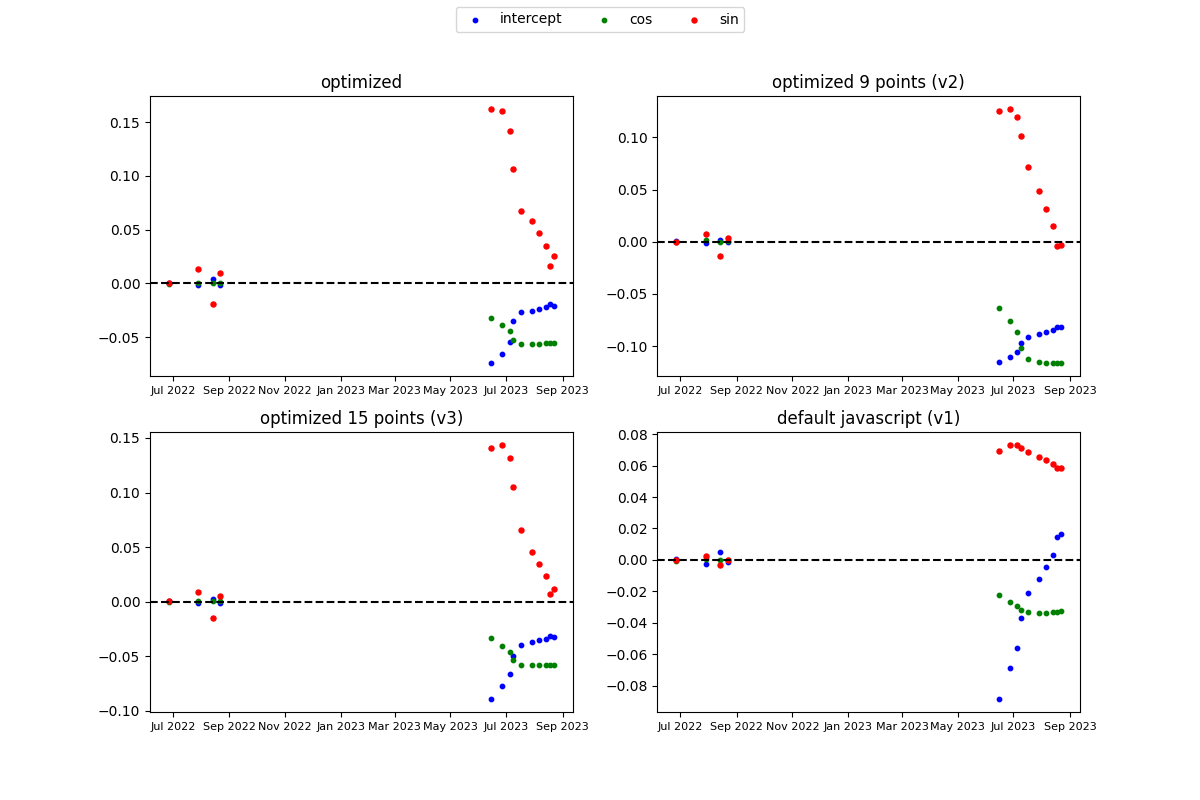 intercept cos sin
optimized
optimized 9 points (v2)
0.15
0.10
0.05
0.00
−0.05
Jul 2022 Sep 2022 Nov 2022 Jan 2023 Mar 2023 May 2023 Jul 2023 Sep 2023
0.10
0.05
0.00
−0.05
−0.10
Jul 2022 Sep 2022 Nov 2022 Jan 2023 Mar 2023 May 2023 Jul 2023 Sep 2023
optimized 15 points (v3)
default javascript (v1)
0.15
0.10
0.05
0.00
−0.05
−0.10
Jul 2022 Sep 2022 Nov 2022 Jan 2023 Mar 2023 May 2023 Jul 2023 Sep 2023
0.08
0.06
0.04
0.02
0.00
−0.02
−0.04
−0.06
−0.08
Jul 2022 Sep 2022 Nov 2022 Jan 2023 Mar 2023 May 2023 Jul 2023 Sep 2023